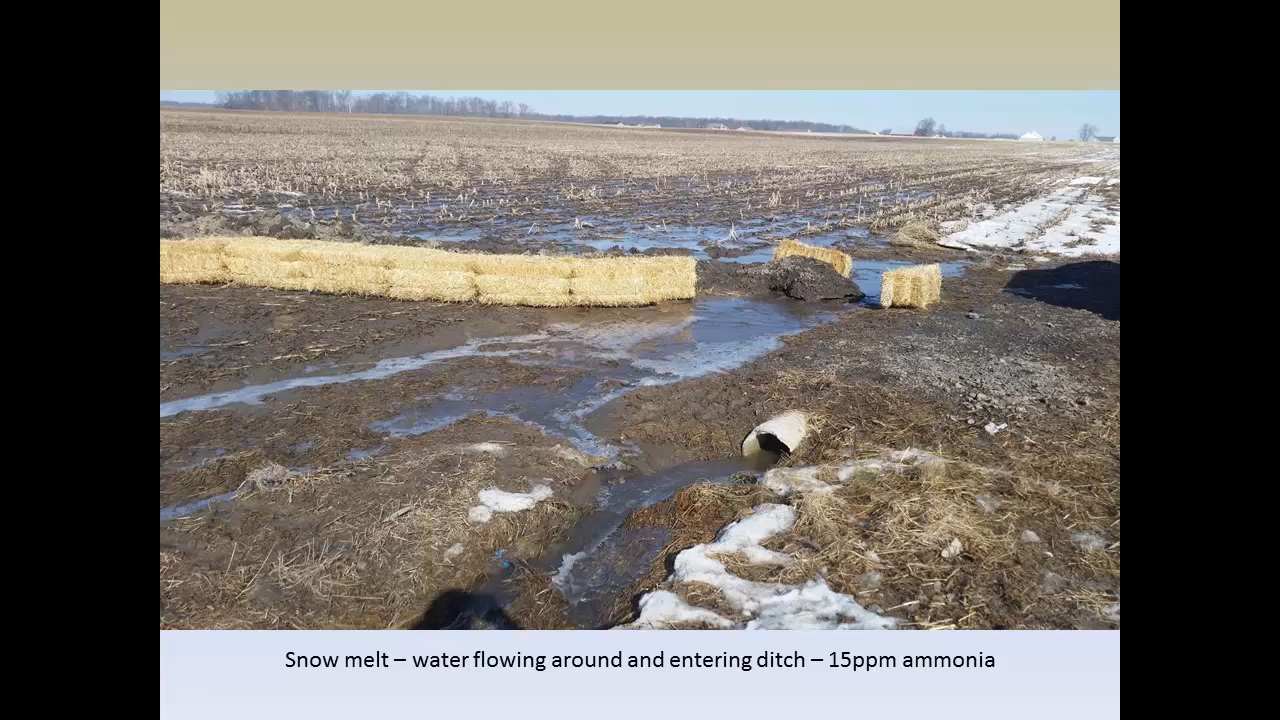 Snow melt – water flowing around and entering ditch – 15ppm ammonia